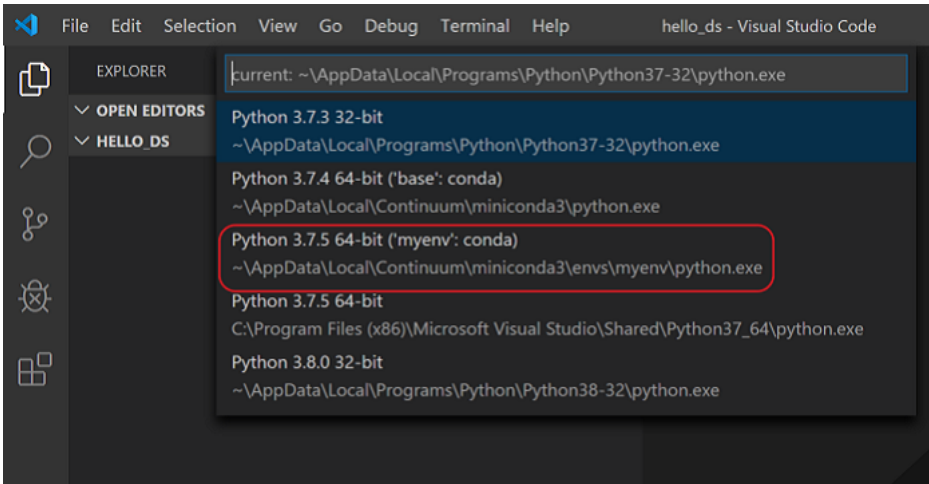 File Edit Selection View Go Debug Terminal Help hello_ds - Visual Studio Code
EXPLORER
OPEN EDITORS
HELLO_DS
current: ~\AppData\Local\Programs\Python\Python37-32\python.exe
Python 3.7.3 32-bit
~\AppData\Local\Programs\Python\Python37-32\python.exe
Python 3.7.4 64-bit ('base': conda)
~\AppData\Local\Continuum\miniconda3\python.exe
Python 3.7.5 64-bit ('myenv': conda)
~\AppData\Local\Continuum\miniconda3\envs\myenv\python.exe
Python 3.7.5 64-bit
C:\Program Files (x86)\Microsoft Visual Studio\Shared\Python37_64\python.exe
Python 3.8.0 32-bit
~\AppData\Local\Programs\Python\Python38-32\python.exe